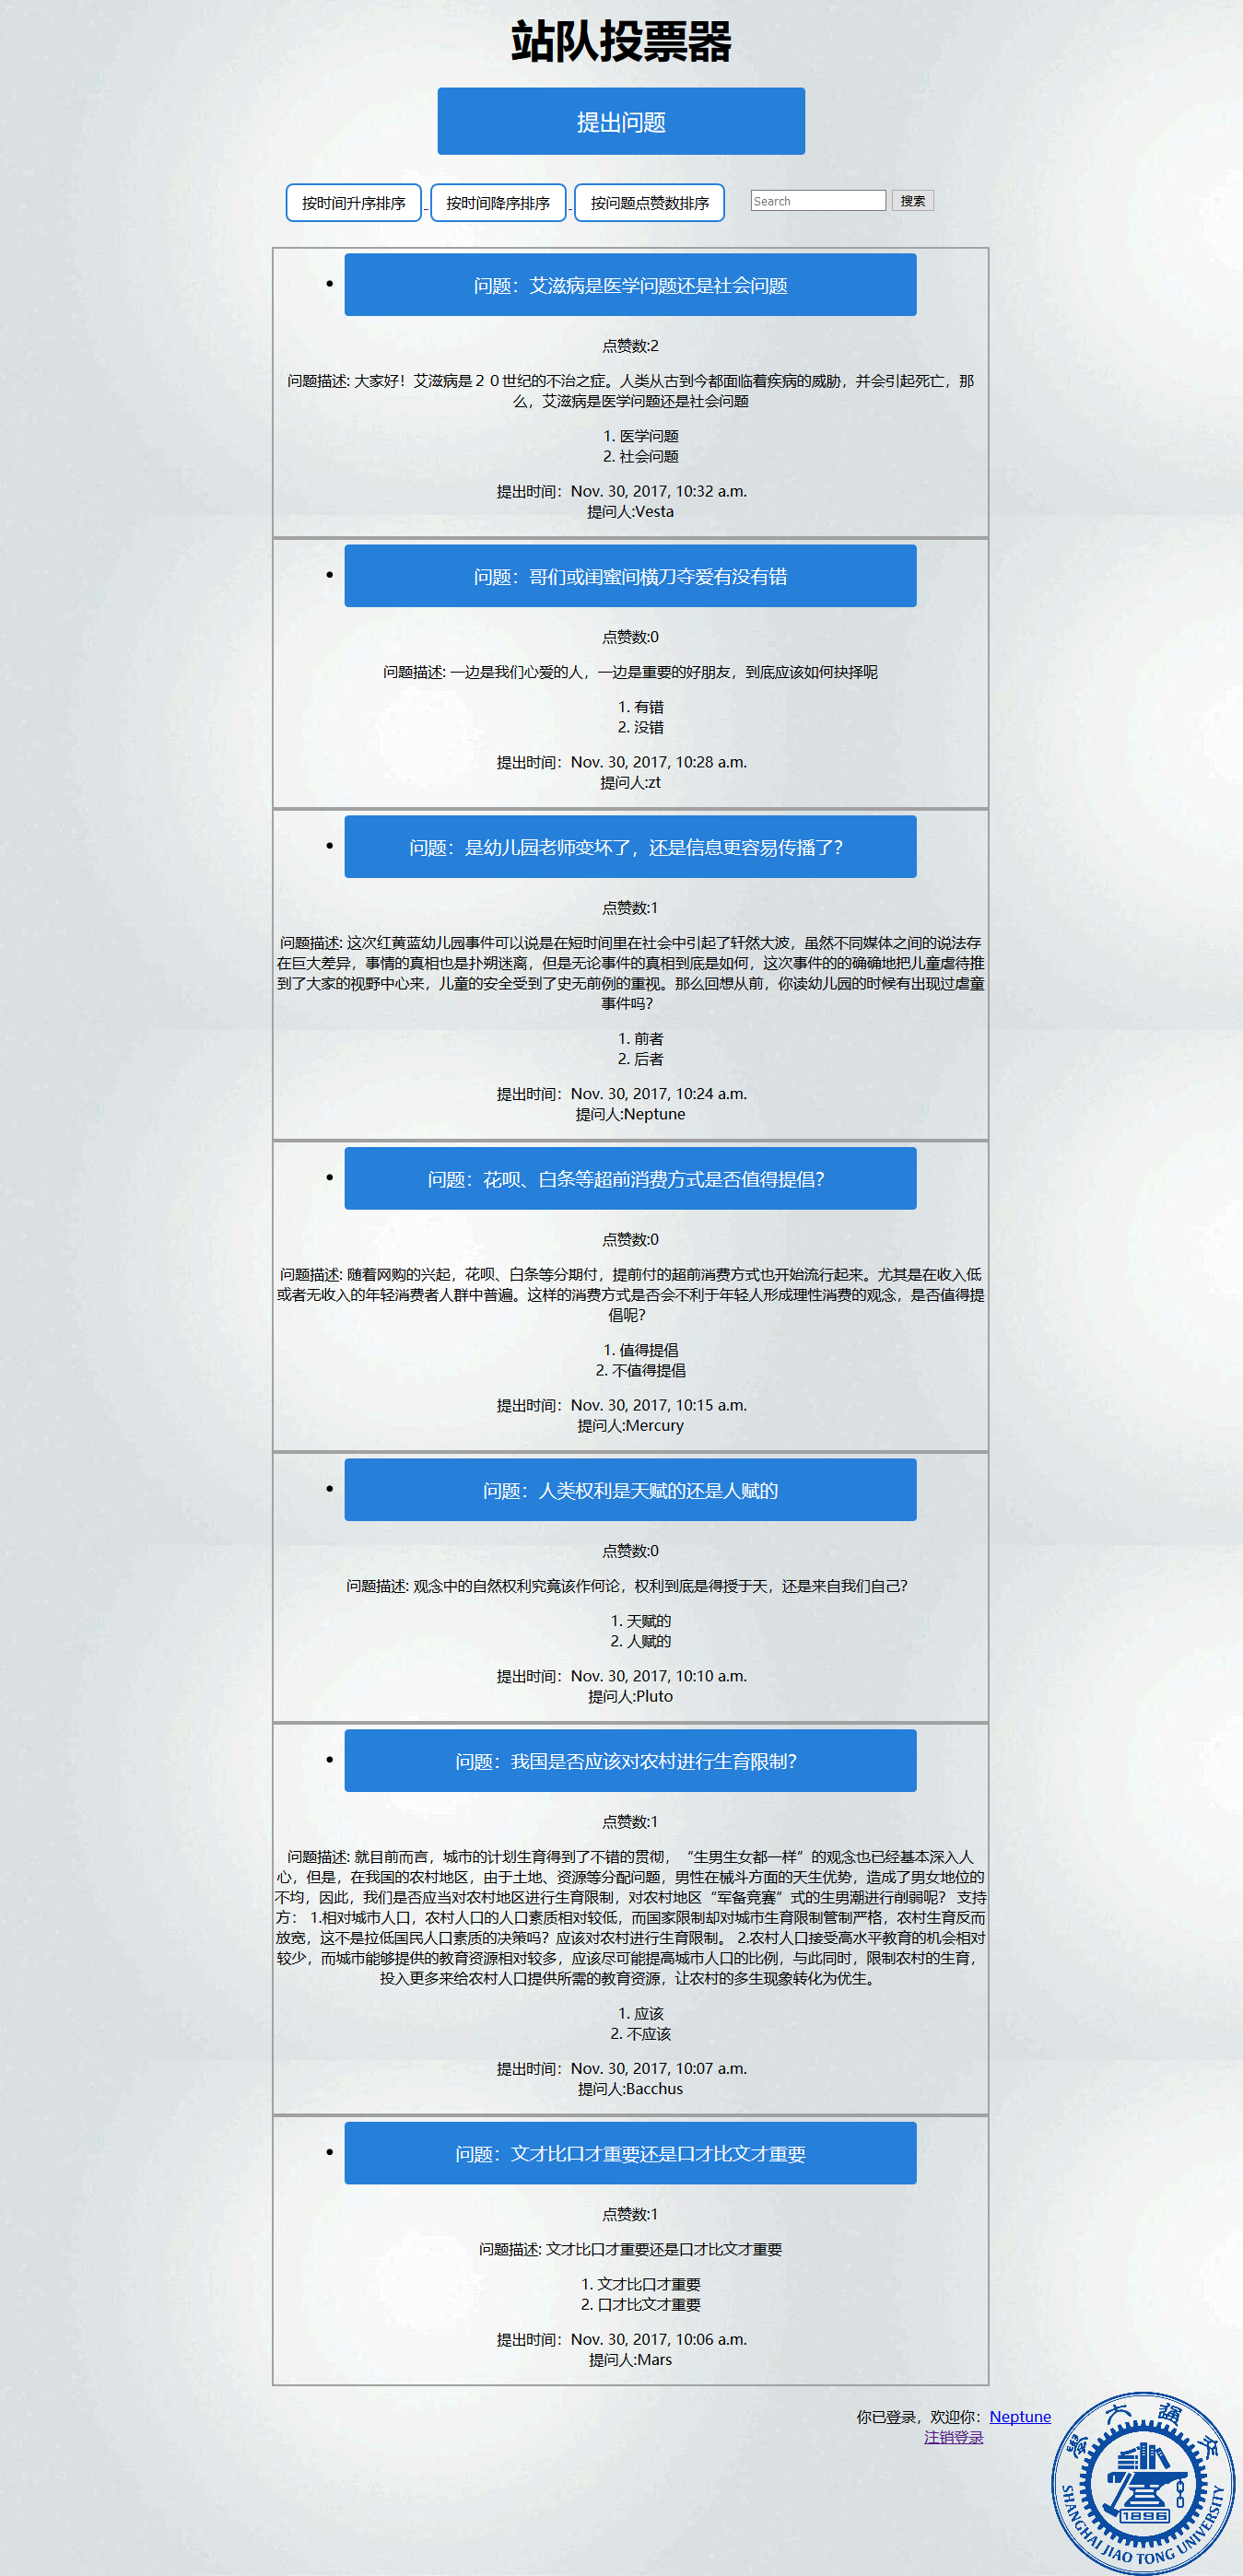 站队投票器
提出问题
按时间升序排序 按时间降序排序 按问题点赞数排序 Search 搜索
问题：艾滋病是医学问题还是社会问题
点赞数:2
问题描述: 大家好！艾滋病是２０世纪的不治之症。人类从古到今都面临着疾病的威胁，并会引起死亡，那
么，艾滋病是医学问题还是社会问题
1. 医学问题
2. 社会问题
提出时间：Nov. 30, 2017, 10:32 a.m.
提问人:Vesta
问题：哥们或闺蜜间横刀夺爱有没有错
点赞数:0
问题描述: 一边是我们心爱的人，一边是重要的好朋友，到底应该如何抉择呢
1. 有错
2. 没错
提出时间：Nov. 30, 2017, 10:28 a.m.
提问人:zt
问题：是幼儿园老师变坏了，还是信息更容易传播了？
点赞数:1
问题描述: 这次红黄蓝幼儿园事件可以说是在短时间里在社会中引起了轩然大波，虽然不同媒体之间的说法存
在巨大差异，事情的真相也是扑朔迷离，但是无论事件的真相到底是如何，这次事件的的确确地把儿童虐待推
到了大家的视野中心来，儿童的安全受到了史无前例的重视。那么回想从前，你读幼儿园的时候有出现过虐童
事件吗？
1. 前者
2. 后者
提出时间：Nov. 30, 2017, 10:24 a.m.
提问人:Neptune
问题：花呗、白条等超前消费方式是否值得提倡？
点赞数:0
问题描述: 随着网购的兴起，花呗、白条等分期付，提前付的超前消费方式也开始流行起来。尤其是在收入低
或者无收入的年轻消费者人群中普遍。这样的消费方式是否会不利于年轻人形成理性消费的观念，是否值得提
倡呢？
1. 值得提倡
2. 不值得提倡
提出时间：Nov. 30, 2017, 10:15 a.m.
提问人:Mercury
问题：人类权利是天赋的还是人赋的
点赞数:0
问题描述: 观念中的自然权利究竟该作何论，权利到底是得授于天，还是来自我们自己？
1. 天赋的
2. 人赋的
提出时间：Nov. 30, 2017, 10:10 a.m.
提问人:Pluto
问题：我国是否应该对农村进行生育限制？
点赞数:1
问题描述: 就目前而言，城市的计划生育得到了不错的贯彻，“生男生女都一样”的观念也已经基本深入人
心，但是，在我国的农村地区，由于土地、资源等分配问题，男性在械斗方面的天生优势，造成了男女地位的
不均，因此，我们是否应当对农村地区进行生育限制，对农村地区“军备竞赛”式的生男潮进行削弱呢？ 支持
方： 1.相对城市人口，农村人口的人口素质相对较低，而国家限制却对城市生育限制管制严格，农村生育反而
放宽，这不是拉低国民人口素质的决策吗？应该对农村进行生育限制。 2.农村人口接受高水平教育的机会相对
较少，而城市能够提供的教育资源相对较多，应该尽可能提高城市人口的比例，与此同时，限制农村的生育，
投入更多来给农村人口提供所需的教育资源，让农村的多生现象转化为优生。
1. 应该
2. 不应该
提出时间：Nov. 30, 2017, 10:07 a.m.
提问人:Bacchus
问题：文才比口才重要还是口才比文才重要
点赞数:1
问题描述: 文才比口才重要还是口才比文才重要
1. 文才比口才重要
2. 口才比文才重要
提出时间：Nov. 30, 2017, 10:06 a.m.
提问人:Mars
你已登录，欢迎你：Neptune
注销登录
學大通交
1896
SHANGHAI JIAO TONG UNIVERSITY